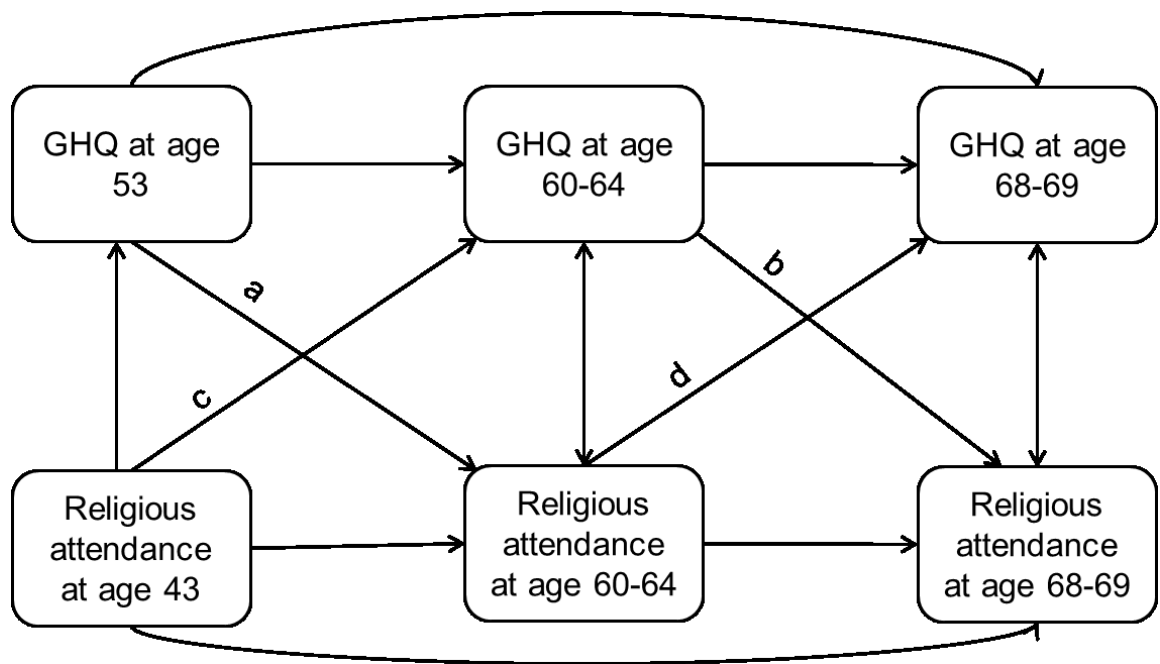 GHQ at age
53
GHQ at age
60-64
GHQ at age
68-69
a
b
c
d
Religious
attendance
at age 43
Religious
attendance
at age 60-64
Religious
attendance
at age 68-69